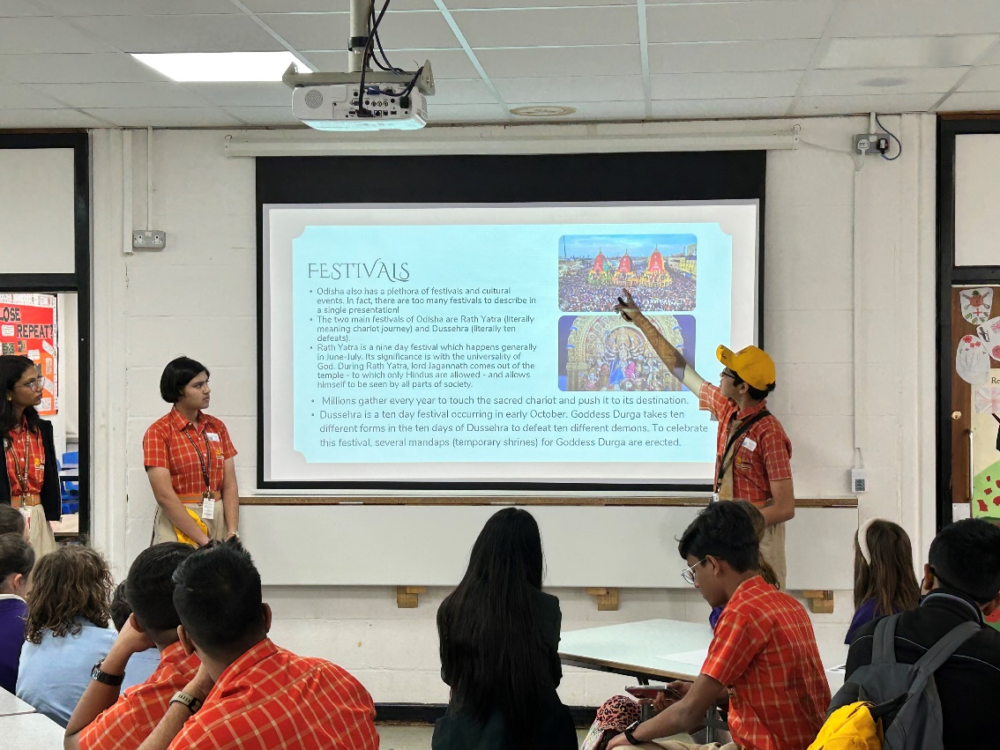 FESTIVALS
• Odisha also has a plethora of festivals and cultural
events. In fact, there are too many festivals to describe in
a single presentation!
• The two main festivals of Odisha are Rath Yatra (literally
meaning chariot journey) and Dussehra (literally ten
defeats).
• Rath Yatra is a nine day festival which happens generally
in June-July. Its significance is with the universality of
God. During Rath Yatra, lord Jagannath comes out of the
temple - to which only Hindus are allowed - and allows
himself to be seen by all parts of society.
• Millions gather every year to touch the sacred chariot and push it to its destination.
• Dussehra is a ten day festival occurring in early October. Goddess Durga takes ten
different forms in the ten days of Dussehra to defeat ten different demons. To celebrate
this festival, several mandaps (temporary shrines) for Goddess Durga are erected.
LOSE
REPEAT?
Re